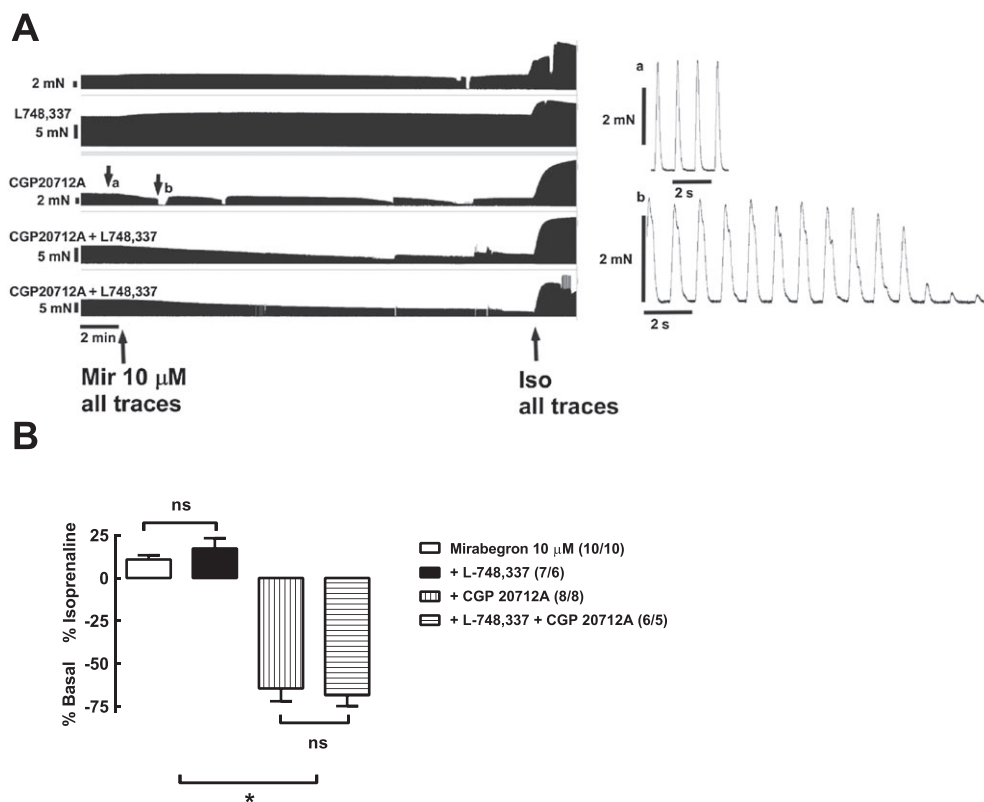 A
2 mN
L748,337
5 mN
CGP20712A
2 mN
a
b
CGP20712A + L748,337
5 mN
CGP20712A + L748,337
5 mN
2 min
Mir 10 μM
all traces
Iso
all traces
a
2 mN
2 s
b
2 mN
2 s
B
ns
25
0
-25
-50
-75
% Isoprenaline
% Basal
ns
*
Mirabegron 10 μM (10/10)
+ L-748,337 (7/6)
+ CGP 20712A (8/8)
+ L-748,337 + CGP 20712A (6/5)